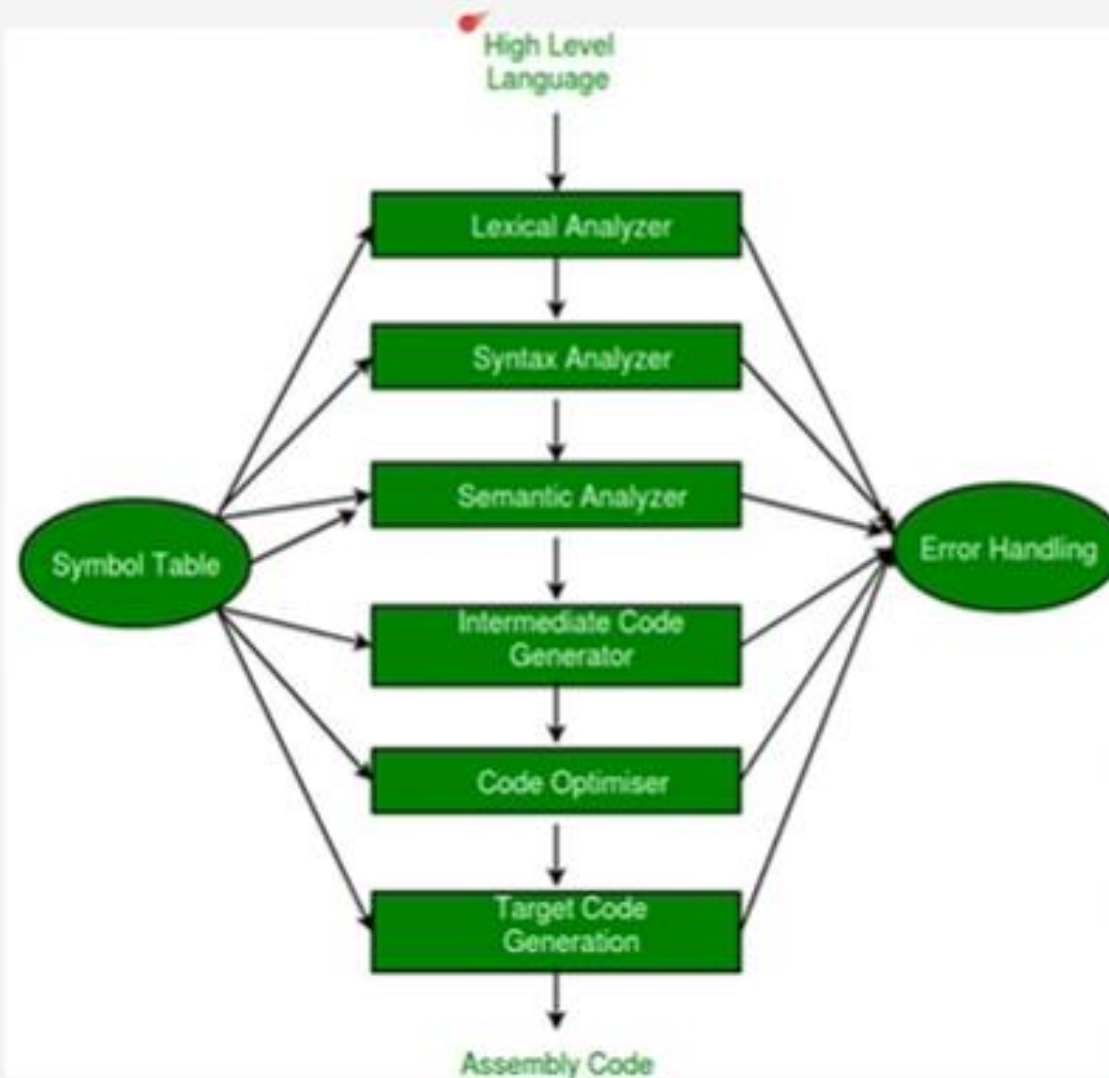 High Level
Language
Lexical Analyzer
Syntax Analyzer
Semantic Analyzer
Symbol Table
Error Handling
Intermediate Code
Generator
Code Optimiser
Target Code
Generation
Assembly Code